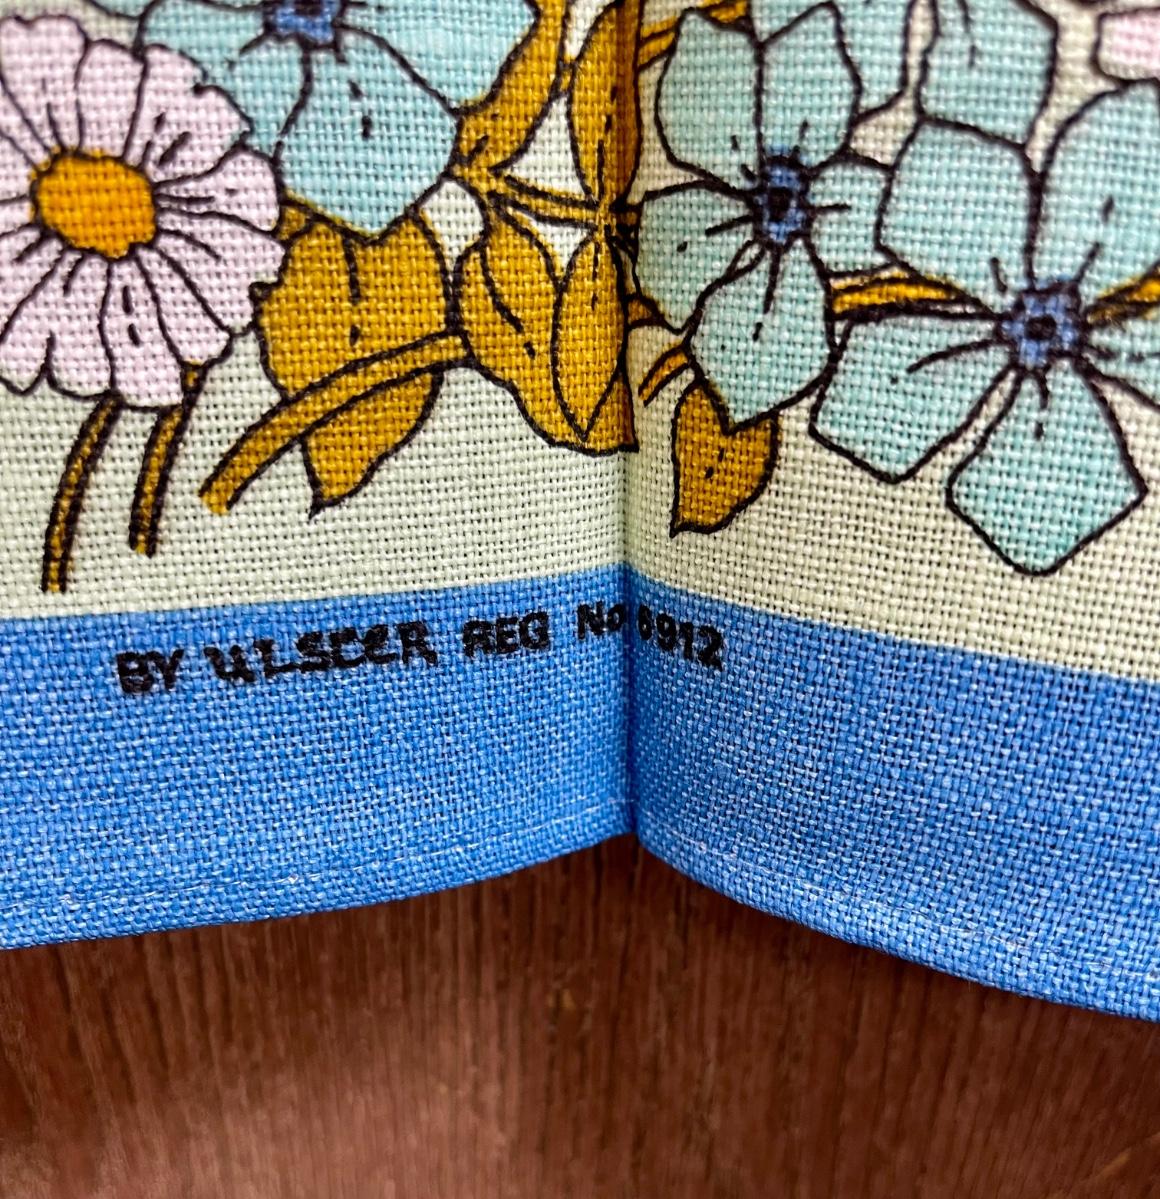 BY ULSTER REG No 6912